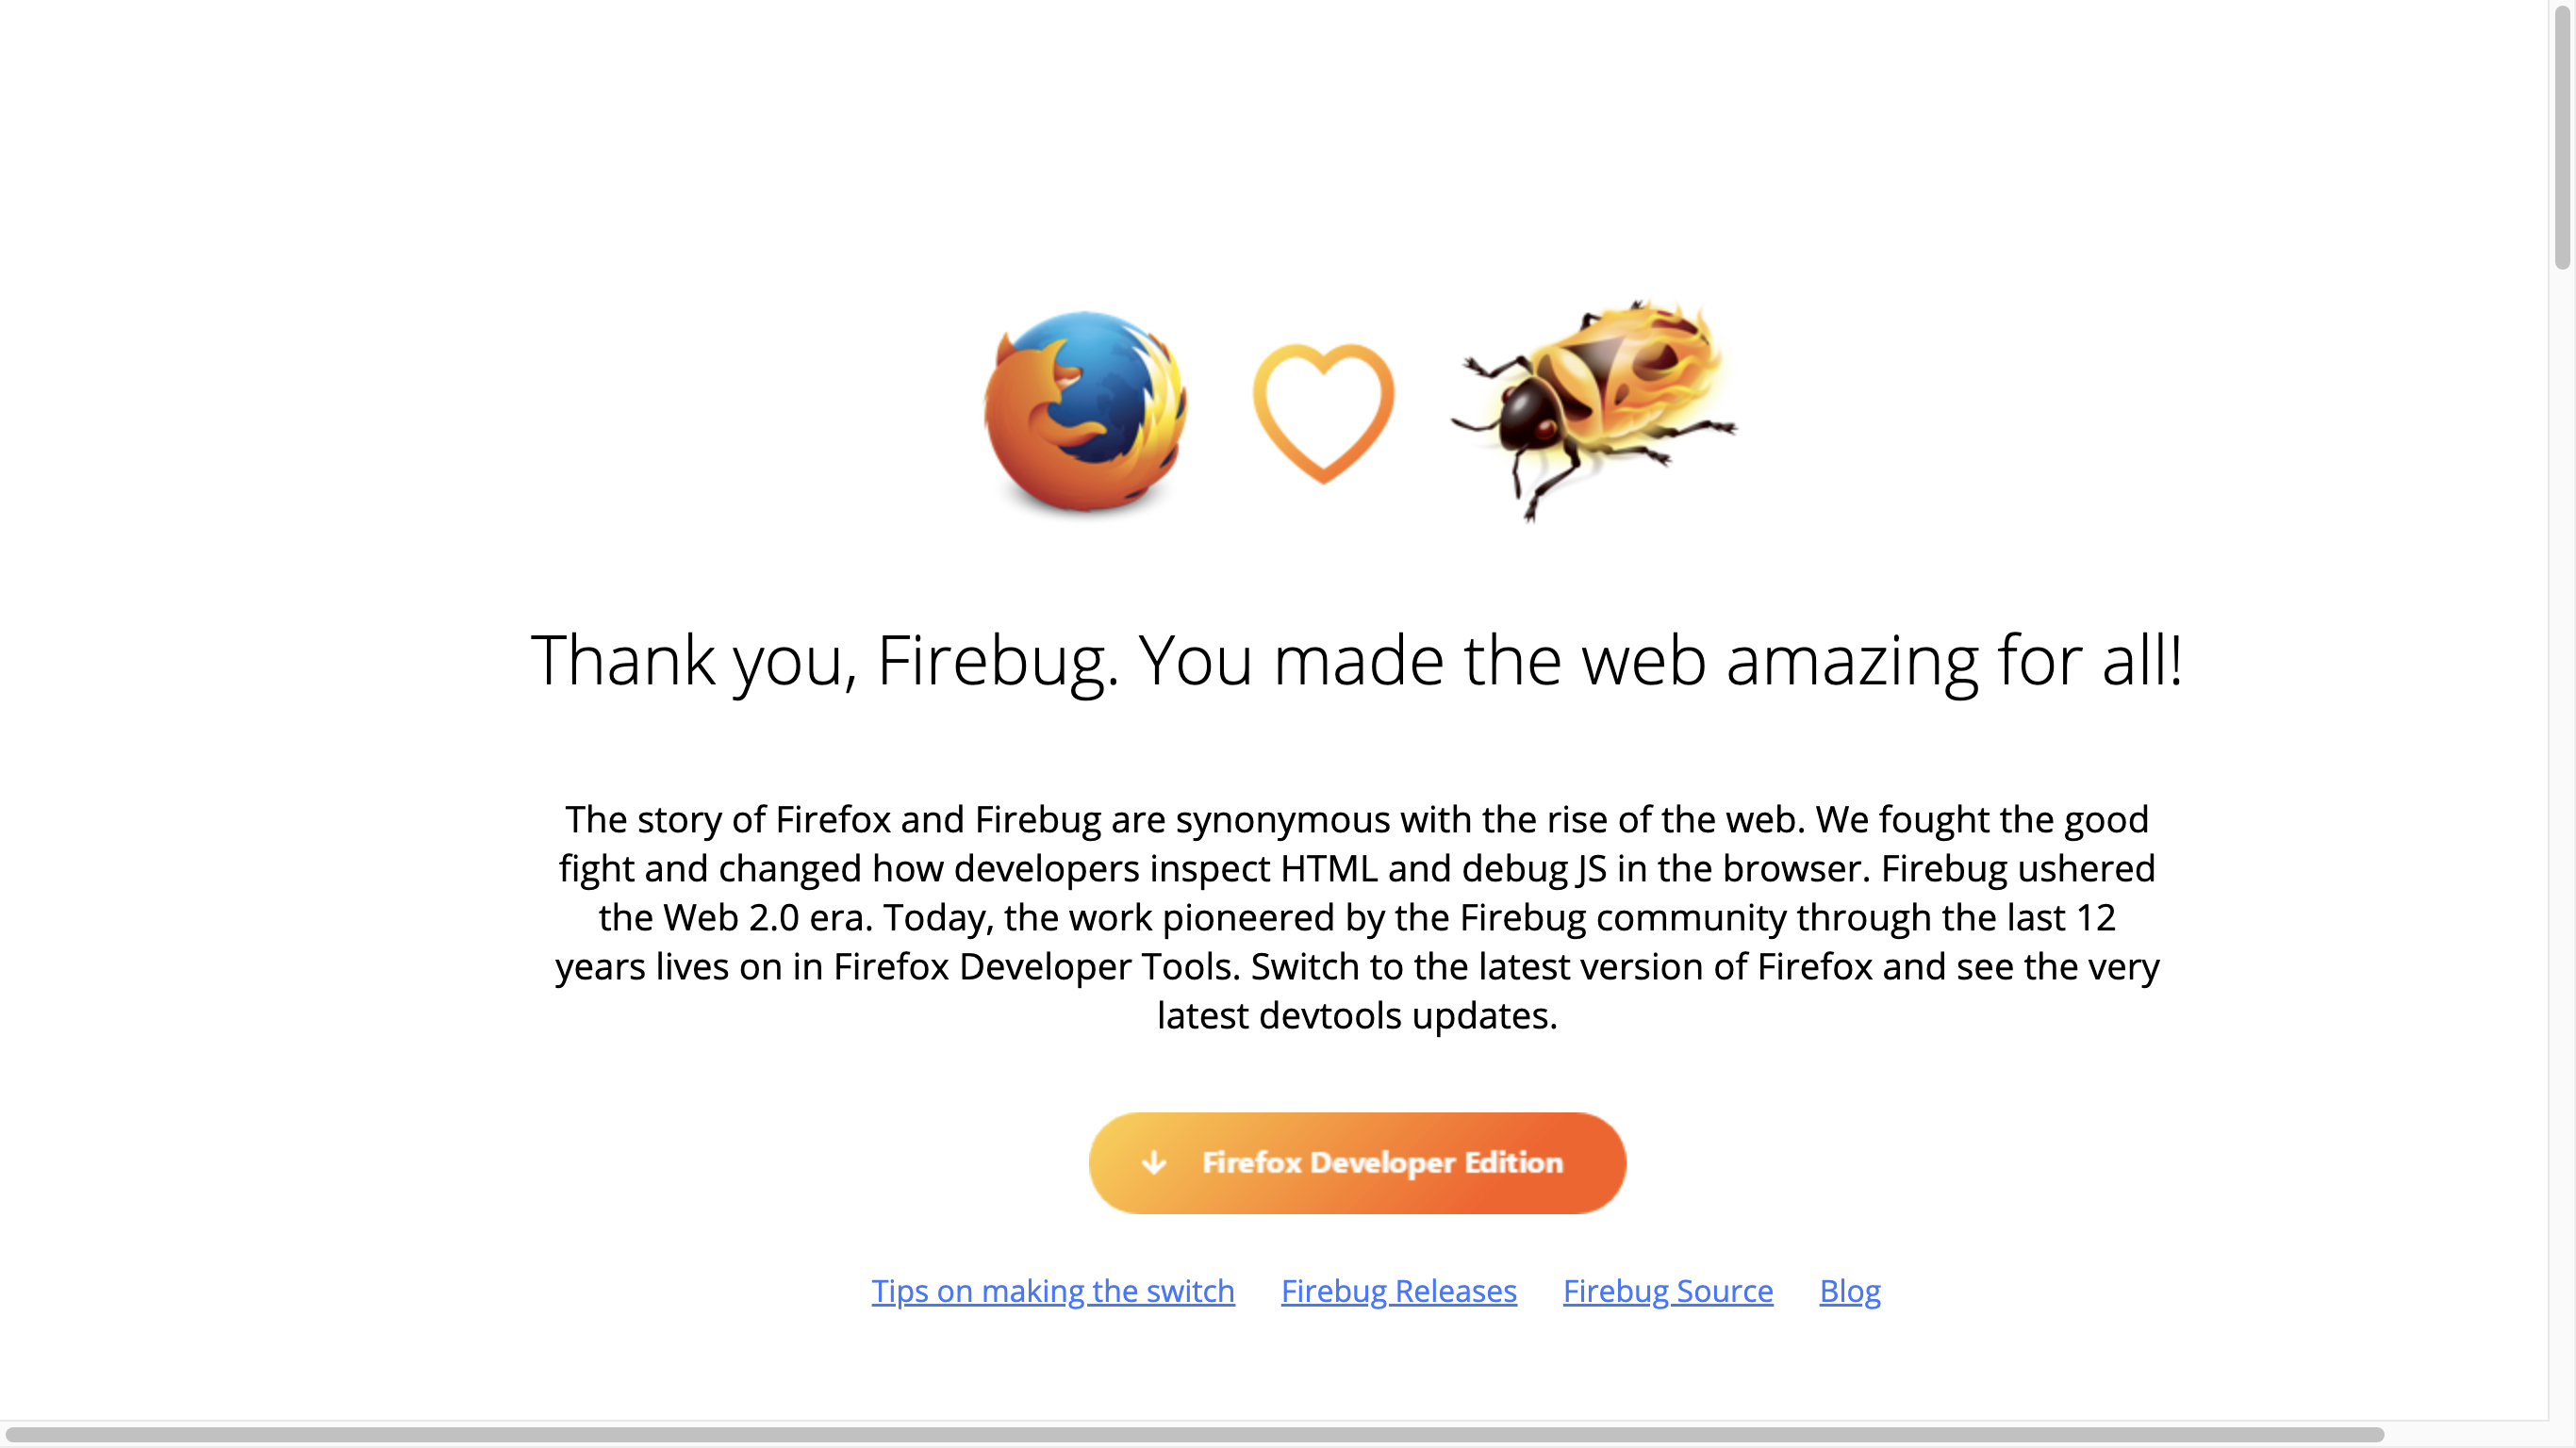 Thank you, Firebug. You made the web amazing for all!
The story of Firefox and Firebug are synonymous with the rise of the web. We fought the good
fight and changed how developers inspect HTML and debug JS in the browser. Firebug ushered
the Web 2.0 era. Today, the work pioneered by the Firebug community through the last 12
years lives on in Firefox Developer Tools. Switch to the latest version of Firefox and see the very
latest devtools updates.
Firefox Developer Edition
Tips on making the switch Firebug Releases Firebug Source Blog